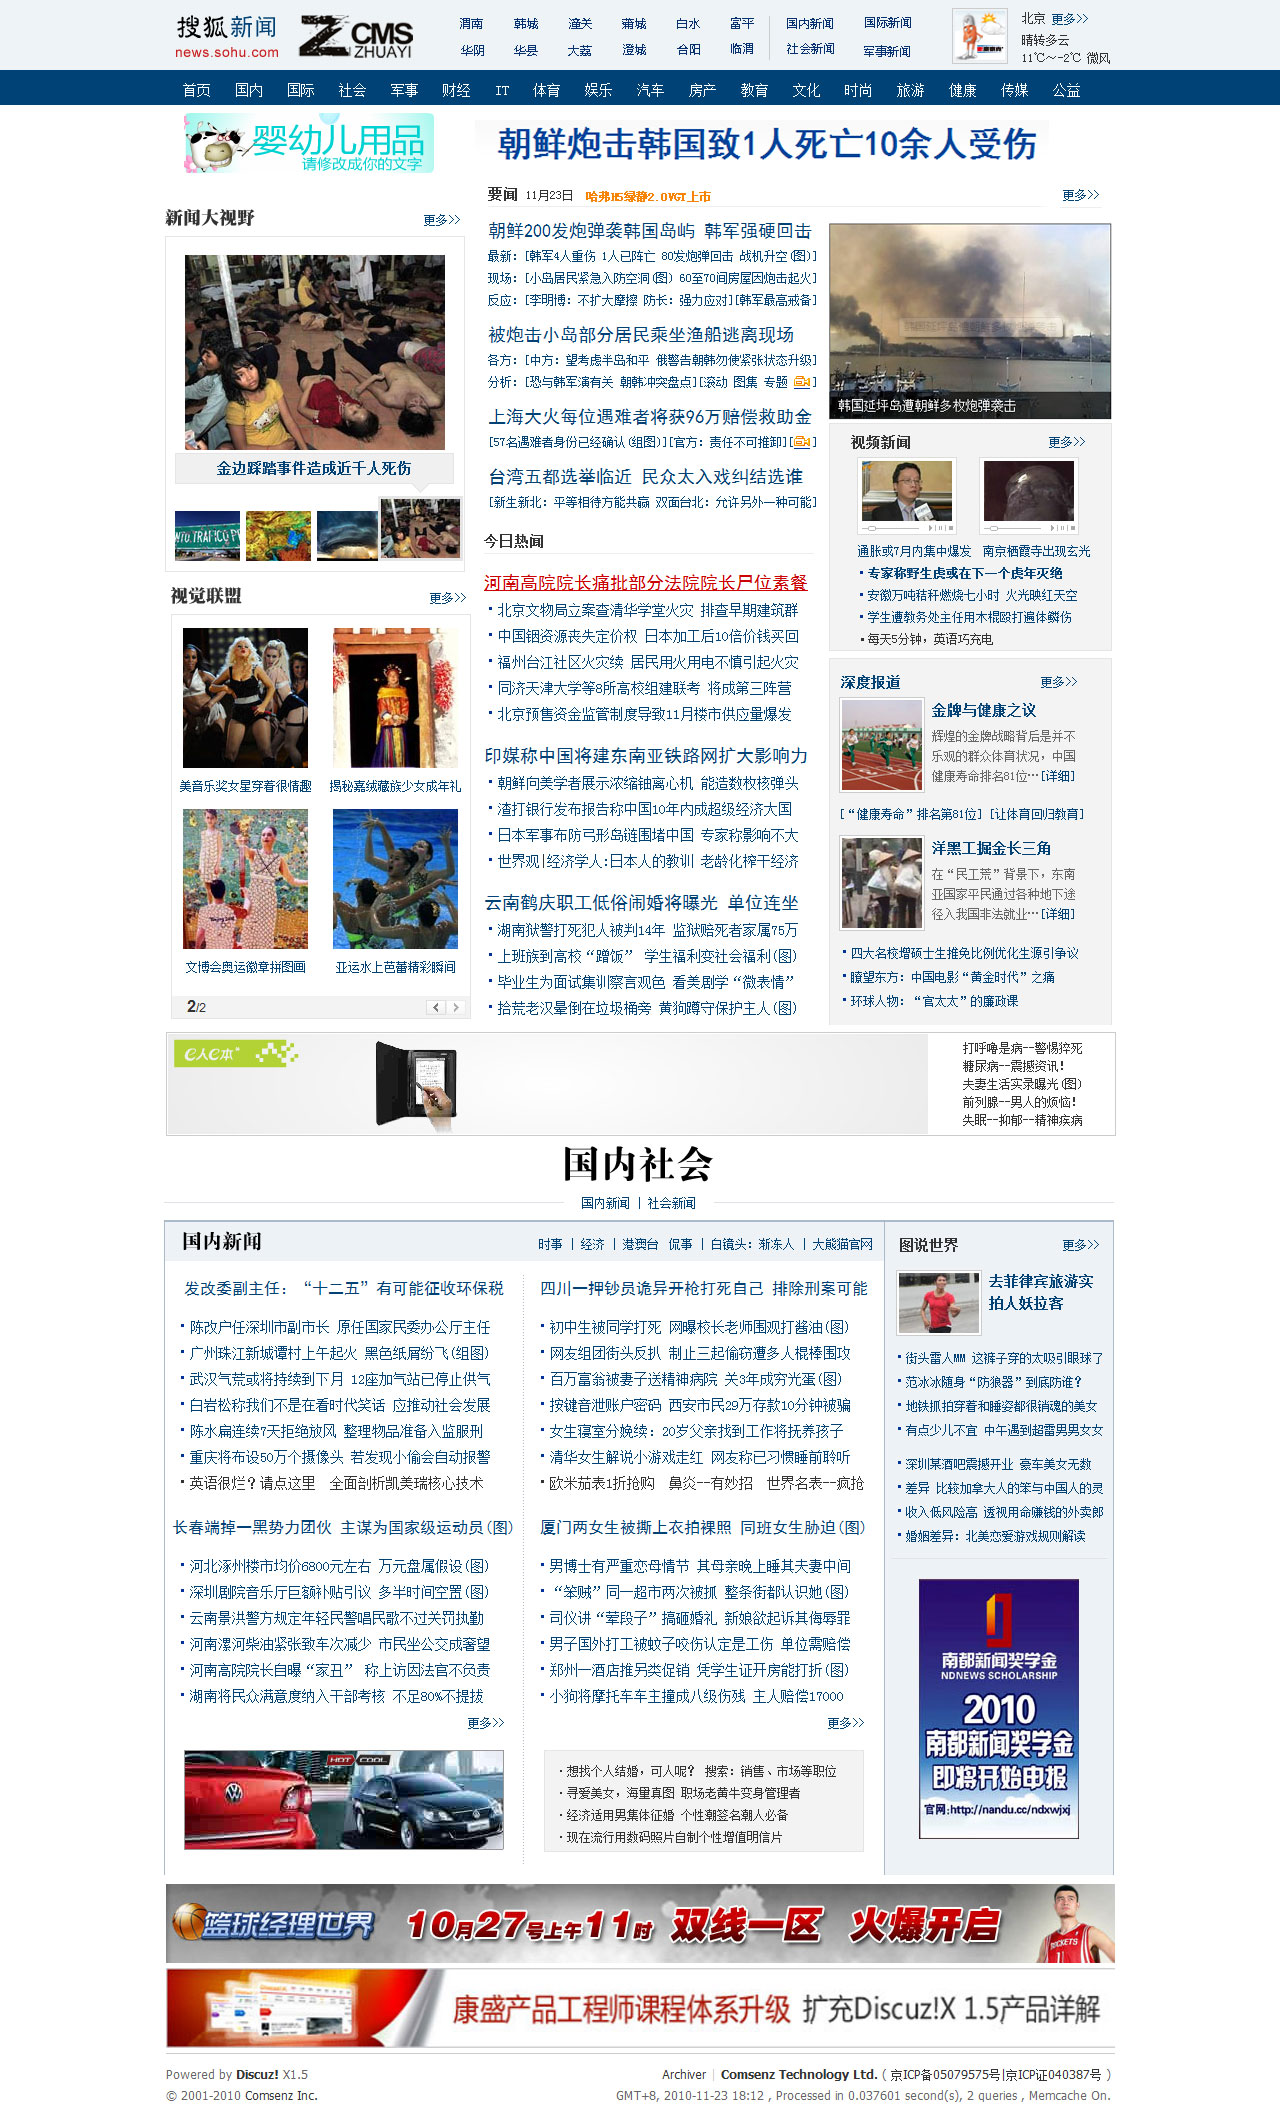 搜狐新闻
news.sohu.com
Z CMS
ZHUAYI
渭南 韩城 潼关 蒲城 白水 富平 国内新闻 国际新闻
华阴 华县 大荔 澄城 合阳 临渭 社会新闻 军事新闻
北京 更多>>
晴转多云
11℃~-2℃ 微风
首页 国内 国际 社会 军事 财经 IT 体育 娱乐 汽车 房产 教育 文化 时尚 旅游 健康 传媒 公益
婴幼儿用品
请修改成你的文字
朝鲜炮击韩国致1人死亡10余人受伤
新闻大视野 更多>>
金边踩踏事件造成近千人死伤
视觉联盟 更多>>
美音乐奖女星穿着很情趣 揭秘嘉绒藏族少女成年礼
文博会奥运徽章拼图画 亚运水上芭蕾精彩瞬间
2/2
要闻 11月23日 哈弗H5绿静2.0VGT上市 更多>>
朝鲜200发炮弹袭韩国岛屿 韩军强硬回击
最新：[韩军4人重伤 1人已阵亡 80发炮弹回击 战机升空(图)]
现场：[小岛居民紧急入防空洞(图) 60至70间房屋因炮击起火]
反应：[李明博：不扩大摩擦 防长：强力应对][韩军最高戒备]
被炮击小岛部分居民乘坐渔船逃离现场
各方：[中方：望考虑半岛和平 俄警告朝韩勿使紧张状态升级]
分析：[恐与韩军演有关 朝韩冲突盘点][滚动 图集 专题 ]
上海大火每位遇难者将获96万赔偿救助金
[57名遇难者身份已经确认(组图)][官方：责任不可推卸][ ]
台湾五都选举临近 民众太入戏纠结选谁
[新生新北：平等相待方能共赢 双面台北：允许另外一种可能]
今日热闻
河南高院院长痛批部分法院院长尸位素餐
北京文物局立案查清华学堂火灾 排查早期建筑群
中国铟资源丧失定价权 日本加工后10倍价钱买回
福州台江社区火灾续 居民用火用电不慎引起火灾
同济天津大学等8所高校组建联考 将成第三阵营
北京预售资金监管制度导致11月楼市供应量爆发
印媒称中国将建东南亚铁路网扩大影响力
朝鲜向美学者展示浓缩铀离心机 能造数枚核弹头
渣打银行发布报告称中国10年内成超级经济大国
日本军事布防弓形岛链围堵中国 专家称影响不大
世界观|经济学人:日本人的教训 老龄化榨干经济
云南鹤庆职工低俗闹婚将曝光 单位连坐
湖南狱警打死犯人被判14年 监狱赔死者家属75万
上班族到高校“蹭饭” 学生福利变社会福利(图)
毕业生为面试集训察言观色 看美剧学“微表情”
拾荒老汉晕倒在垃圾桶旁 黄狗蹲守保护主人(图)
韩国延坪岛遭朝鲜多枚炮弹袭击
视频新闻 更多>>
通胀或7月内集中爆发 南京栖霞寺出现玄光
专家称野生虎或在下一个虎年灭绝
安徽万吨秸秆燃烧七小时 火光映红天空
学生遭教务处主任用木棍殴打遍体鳞伤
每天5分钟，英语巧充电
深度报道 更多>>
金牌与健康之议
辉煌的金牌战略背后是并不
乐观的群众体育状况，中国
健康寿命排名81位…[详细]
[“健康寿命”排名第81位] [让体育回归教育]
洋黑工掘金长三角
在“民工荒”背景下，东南
亚国家平民通过各种地下途
径入我国非法就业…[详细]
四大名校增硕士生推免比例优化生源引争议
瞭望东方：中国电影“黄金时代”之痛
环球人物：“官太太”的廉政课
e人e本
打呼噜是病--警惕猝死
糖尿病--震撼资讯！
夫妻生活实录曝光(图)
前列腺--男人的烦恼！
失眠--抑郁--精神疾病
国内社会
国内新闻 | 社会新闻
国内新闻 时事 | 经济 | 港澳台 侃事 | 白镜头：渐冻人 | 大熊猫官网
发改委副主任：“十二五”有可能征收环保税
陈改户任深圳市副市长 原任国家民委办公厅主任
广州珠江新城谭村上午起火 黑色纸屑纷飞(组图)
武汉气荒或将持续到下月 12座加气站已停止供气
白岩松称我们不是在看时代笑话 应推动社会发展
陈水扁连续7天拒绝放风 整理物品准备入监服刑
重庆将布设50万个摄像头 若发现小偷会自动报警
英语很烂？请点这里 全面剖析凯美瑞核心技术
长春端掉一黑势力团伙 主谋为国家级运动员(图)
河北涿州楼市均价6800元左右 万元盘属假设(图)
深圳剧院音乐厅巨额补贴引议 多半时间空置(图)
云南景洪警方规定年轻民警唱民歌不过关罚执勤
河南漯河柴油紧张致车次减少 市民坐公交成奢望
河南高院院长自曝“家丑” 称上访因法官不负责
湖南将民众满意度纳入干部考核 不足80%不提拔
更多>>
HOT COOL
四川一押钞员诡异开枪打死自己 排除刑案可能
初中生被同学打死 网曝校长老师围观打酱油(图)
网友组团街头反扒 制止三起偷窃遭多人棍棒围攻
百万富翁被妻子送精神病院 关3年成穷光蛋(图)
按键音泄账户密码 西安市民29万存款10分钟被骗
女生寝室分娩续：20岁父亲找到工作将抚养孩子
清华女生解说小游戏走红 网友称已习惯睡前聆听
欧米茄表1折抢购 鼻炎--有妙招 世界名表--疯抢
厦门两女生被撕上衣拍裸照 同班女生胁迫(图)
男博士有严重恋母情节 其母亲晚上睡其夫妻中间
“笨贼”同一超市两次被抓 整条街都认识她(图)
司仪讲“荤段子”搞砸婚礼 新娘欲起诉其侮辱罪
男子国外打工被蚊子咬伤认定是工伤 单位需赔偿
郑州一酒店推另类促销 凭学生证开房能打折(图)
小狗将摩托车车主撞成八级伤残 主人赔偿17000
更多>>
想找个人结婚，可人呢？ 搜索：销售、市场等职位
寻爱美女，海量真图 职场老黄牛变身管理者
经济适用男集体征婚 个性潮签名潮人必备
现在流行用数码照片自制个性增值明信片
图说世界 更多>>
去菲律宾旅游实
拍人妖拉客
街头雷人MM 这裤子穿的太吸引眼球了
范冰冰随身“防狼器”到底防谁？
地铁抓拍穿着和睡姿都很销魂的美女
有点少儿不宜 中午遇到超雷男男女女
深圳某酒吧震撼开业 豪车美女无数
差异 比较加拿大人的笨与中国人的灵
收入低风险高 透视用命赚钱的外卖郎
婚姻差异：北美恋爱游戏规则解读
南都新闻奖学金
NDNEWS SCHOLARSHIP
2010
南都新闻奖学金
即将开始申报
官网:http://nandu.cc/ndxwjxj
篮球经理世界 10月27号上午11时 双线一区 火爆开启
ROCKETS
康盛产品工程师课程体系升级 扩充Discuz!X 1.5产品详解
Powered by Discuz! X1.5
© 2001-2010 Comsenz Inc.
Archiver | Comsenz Technology Ltd. ( 京ICP备05079575号|京ICP证040387号 )
GMT+8, 2010-11-23 18:12 , Processed in 0.037601 second(s), 2 queries , Memcache On.